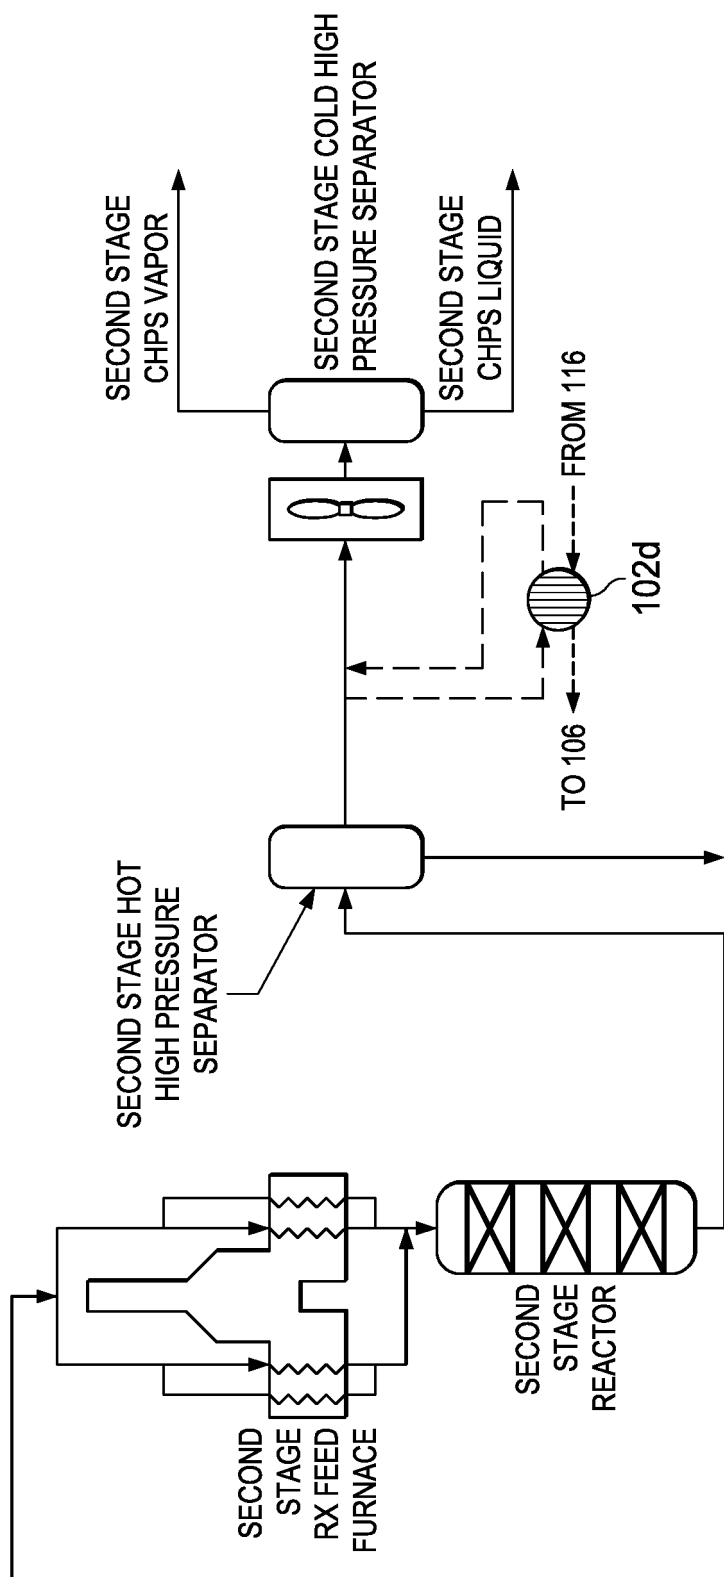 SECOND STAGE
CHPS VAPOR
SECOND STAGE COLD HIGH
PRESSURE SEPARATOR
SECOND STAGE
CHPS LIQUID
FROM 116
102d
TO 106
SECOND STAGE HOT
HIGH PRESSURE
SEPARATOR
SECOND
STAGE
RX FEED
FURNACE
SECOND
STAGE
REACTOR